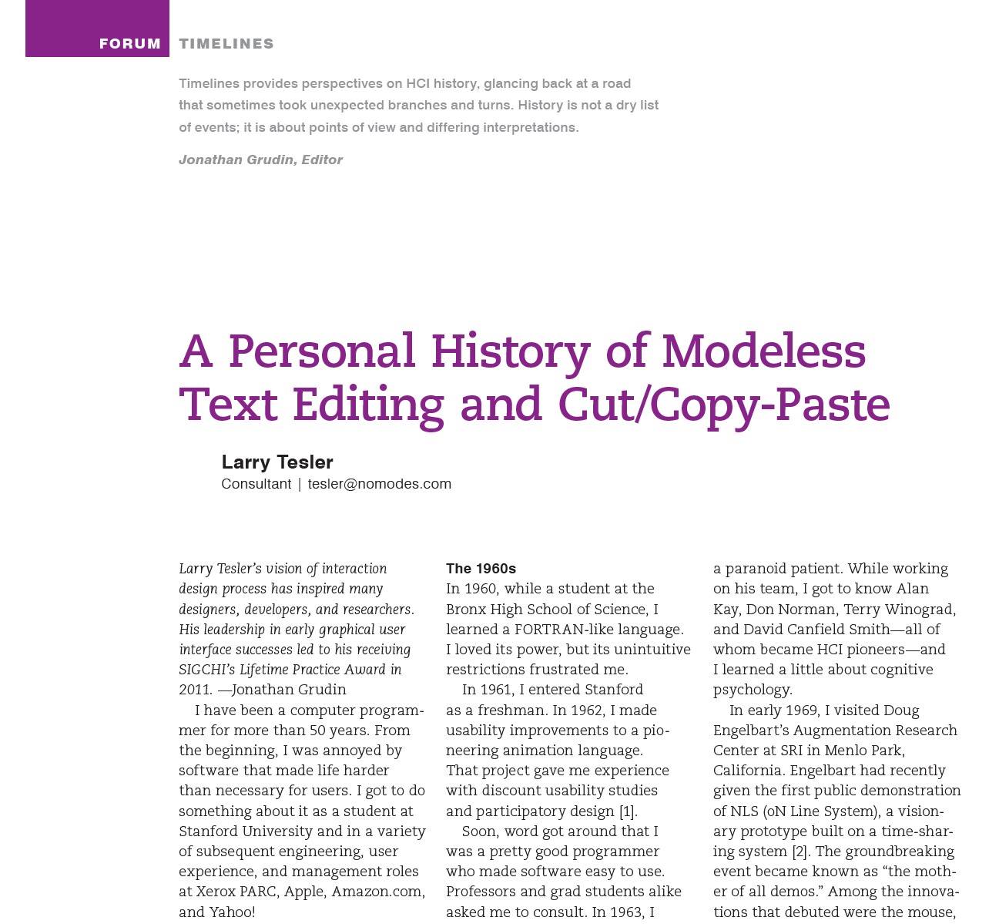 FORUM TIMELINES
Timelines provides perspectives on HCI history, glancing back at a road
that sometimes took unexpected branches and turns. History is not a dry list
of events; it is about points of view and differing interpretations.
Jonathan Grudin, Editor
A Personal History of Modeless
Text Editing and Cut/Copy-Paste
Larry Tesler
Consultant | tesler@nomodes.com
Larry Tesler’s vision of interaction
design process has inspired many
designers, developers, and researchers.
His leadership in early graphical user
interface successes led to his receiving
SIGCHI’s Lifetime Practice Award in
2011. —Jonathan Grudin
I have been a computer program-
mer for more than 50 years. From
the beginning, I was annoyed by
software that made life harder
than necessary for users. I got to do
something about it as a student at
Stanford University and in a variety
of subsequent engineering, user
experience, and management roles
at Xerox PARC, Apple, Amazon.com,
and Yahoo!
The 1960s
In 1960, while a student at the
Bronx High School of Science, I
learned a FORTRAN-like language.
I loved its power, but its unintuitive
restrictions frustrated me.
In 1961, I entered Stanford
as a freshman. In 1962, I made
usability improvements to a pio-
neering animation language.
That project gave me experience
with discount usability studies
and participatory design [1].
Soon, word got around that I
was a pretty good programmer
who made software easy to use.
Professors and grad students alike
asked me to consult. In 1963, I
a paranoid patient. While working
on his team, I got to know Alan
Kay, Don Norman, Terry Winograd,
and David Canfield Smith—all of
whom became HCI pioneers—and
I learned a little about cognitive
psychology.
In early 1969, I visited Doug
Engelbart’s Augmentation Research
Center at SRI in Menlo Park,
California. Engelbart had recently
given the first public demonstration
of NLS (oN Line System), a vision-
ary prototype built on a time-shar-
ing system [2]. The groundbreaking
event became known as “the moth-
er of all demos.” Among the innova-
tions that debuted were the mouse,